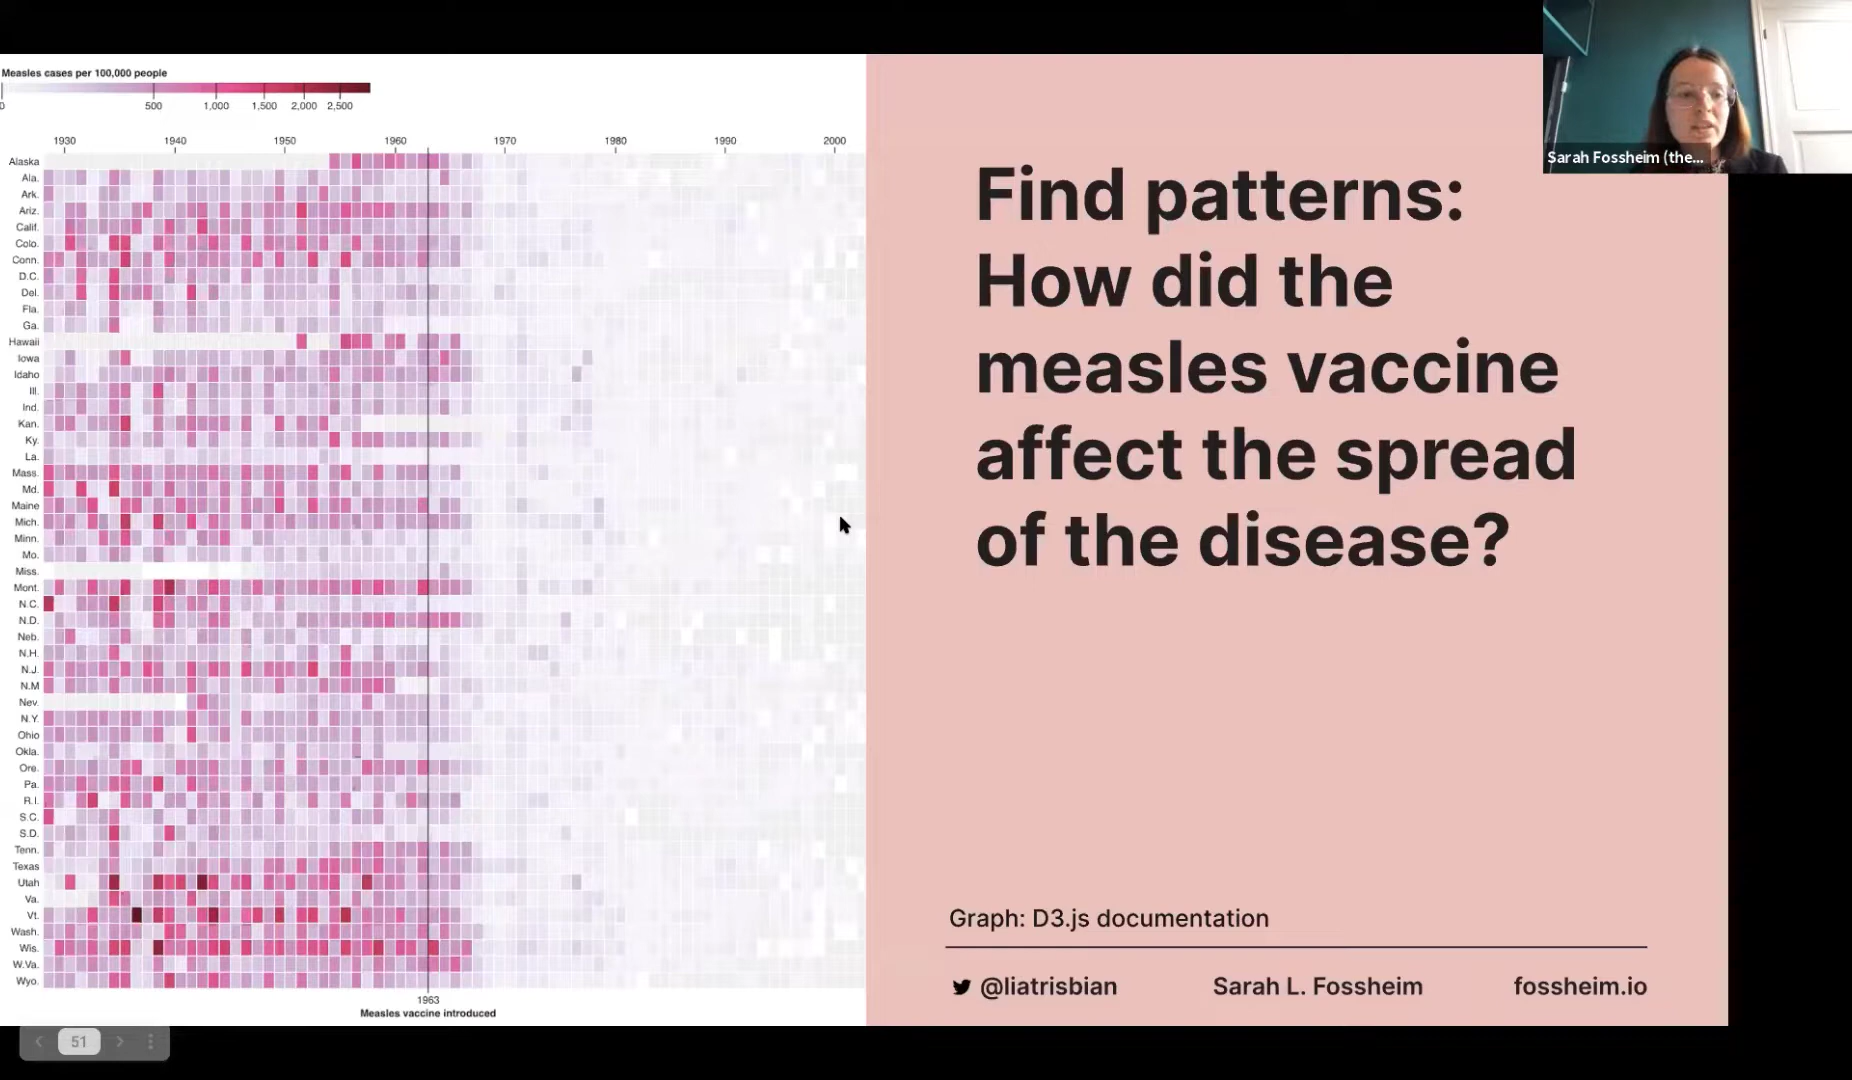 Measles cases per 100,000 people
0 500 1,000 1,500 2,000 2,500
1930 1940 1950 1960 1970 1980 1990 2000
Alaska
Ala.
Ark.
Ariz.
Calif.
Colo.
Conn.
D.C.
Del.
Fla.
Ga.
Hawaii
Iowa
Idaho
Ill.
Ind.
Kan.
Ky.
La.
Mass.
Md.
Maine
Mich.
Minn.
Mo.
Miss.
Mont.
N.C.
N.D.
Neb.
N.H.
N.J.
N.M
Nev.
N.Y.
Ohio
Okla.
Ore.
Pa.
R.I.
S.C.
S.D.
Tenn.
Texas
Utah
Va.
Vt.
Wash.
Wis.
W.Va.
Wyo.
1963
Measles vaccine introduced
51
Sarah Fossheim (the...
Find patterns:
How did the
measles vaccine
affect the spread
of the disease?
Graph: D3.js documentation
@liatrisbian Sarah L. Fossheim fossheim.io